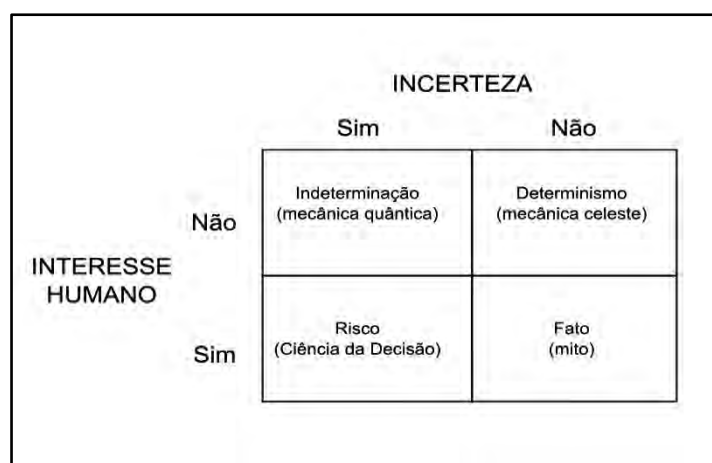 INCERTEZA
Sim Não
Não
Indeterminação
(mecânica quântica)
Determinismo
(mecânica celeste)
INTERESSE
HUMANO
Sim
Risco
(Ciência da Decisão)
Fato
(mito)